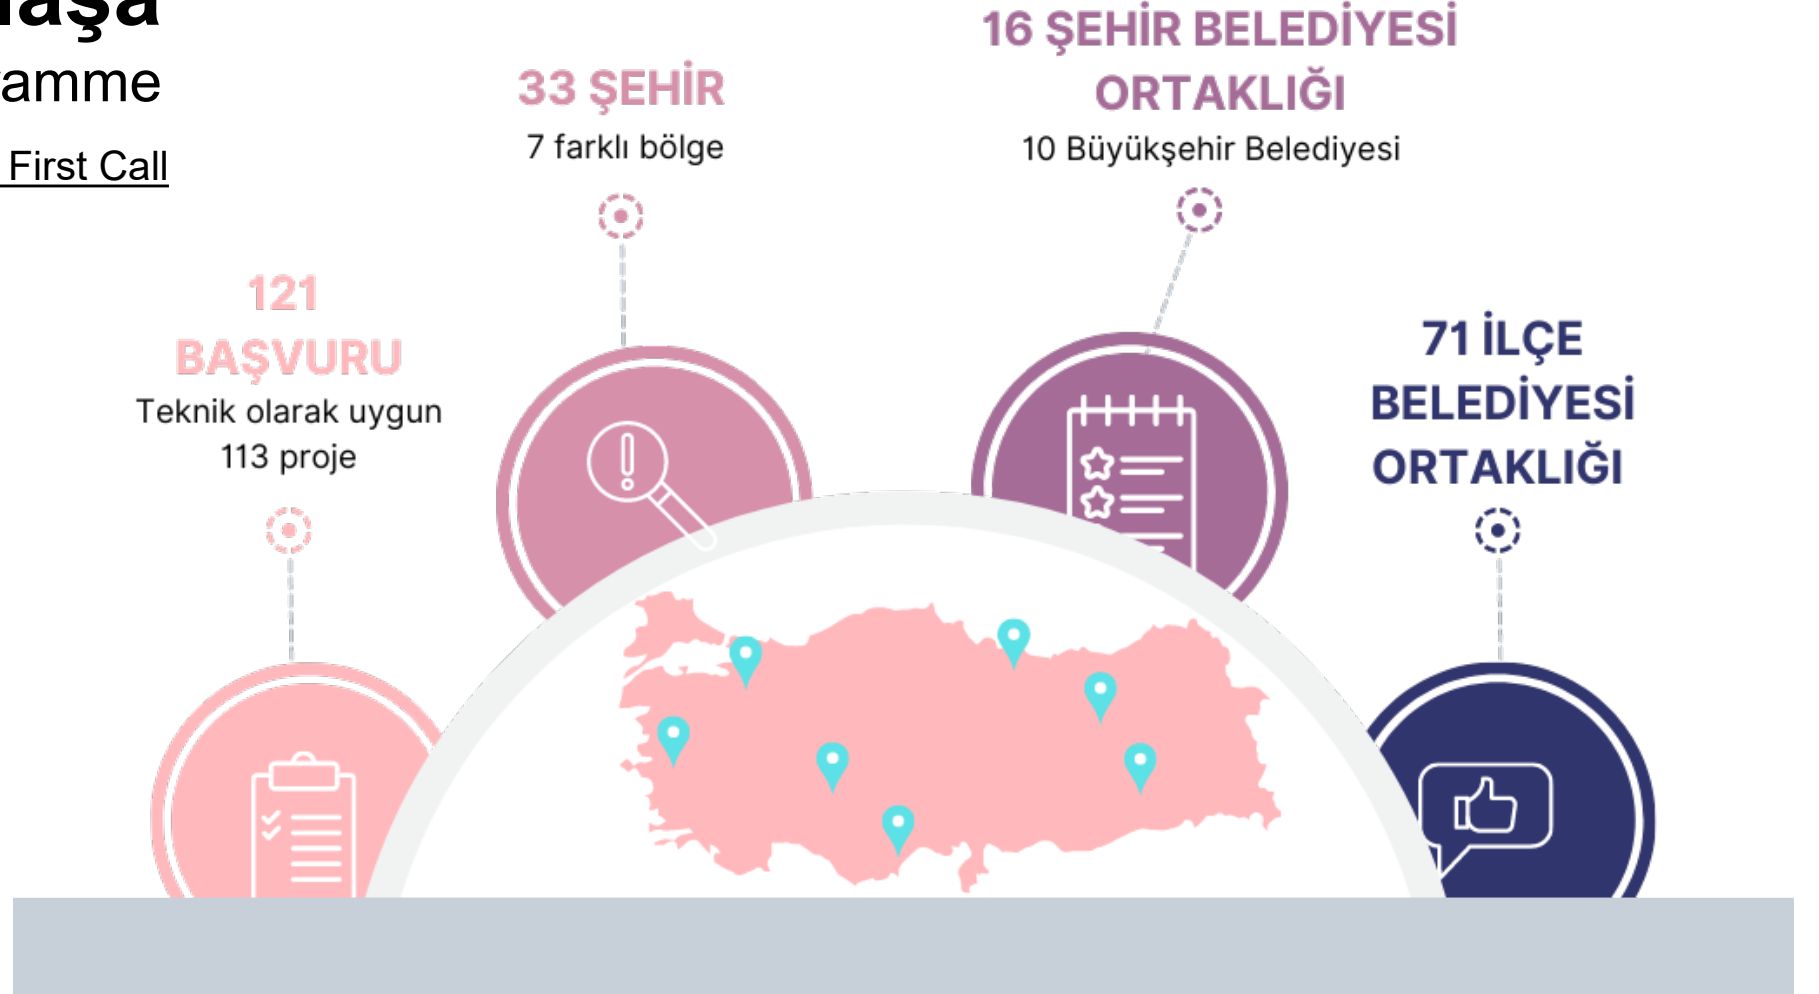 First Call
33 ŞEHİR
7 farklı bölge
16 ŞEHİR BELEDİYESİ
ORTAKLIĞI
10 Büyükşehir Belediyesi
121
BAŞVURU
Teknik olarak uygun
113 proje
71 İLÇE
BELEDİYESİ
ORTAKLIĞI